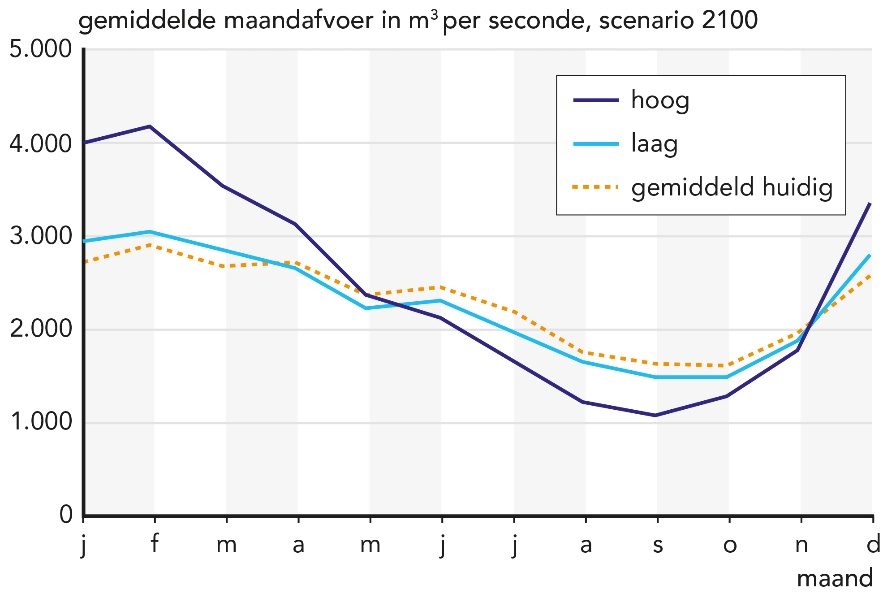 gemiddelde maandafvoer in m³ per seconde, scenario 2100
5.000
4.000
3.000
2.000
1.000
0
hoog
laag
gemiddeld huidig
j f m a m j j a s o n d
maand